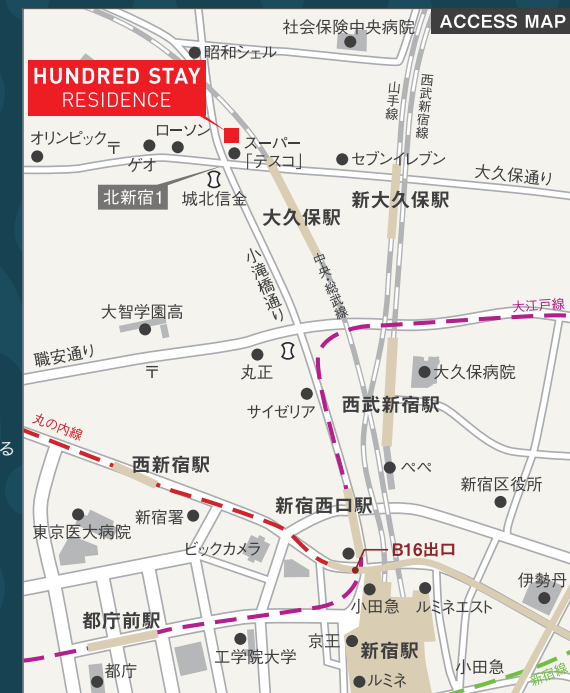 ACCESS MAP
社会保険中央病院
昭和シェル
HUNDRED STAY
RESIDENCE
山手線
西武新宿線
オリンピック
〒
ゲオ
ローソン
スーパー
「テスコ」
セブンイレブン
大久保通り
北新宿1
城北信金
大久保駅
新大久保駅
小滝橋通り
中央・総武線
大江戸線
大智学園高
職安通り
〒
丸正
大久保病院
サイゼリア
西武新宿駅
丸の内線
る
西新宿駅
ペペ
新宿区役所
新宿西口駅
東京医大病院
新宿署
ビックカメラ
B16出口
伊勢丹
小田急
ルミネエスト
都庁前駅
工学院大学
京王
新宿駅
小田急
新宿線
都庁
ルミネ